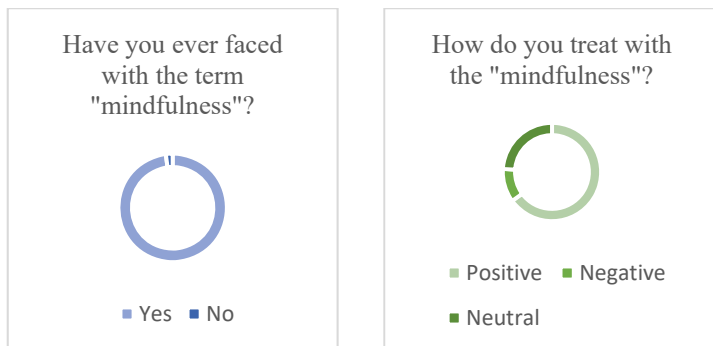 Have you ever faced
with the term
"mindfulness"?
Yes No
How do you treat with
the "mindfulness"?
Positive Negative
Neutral